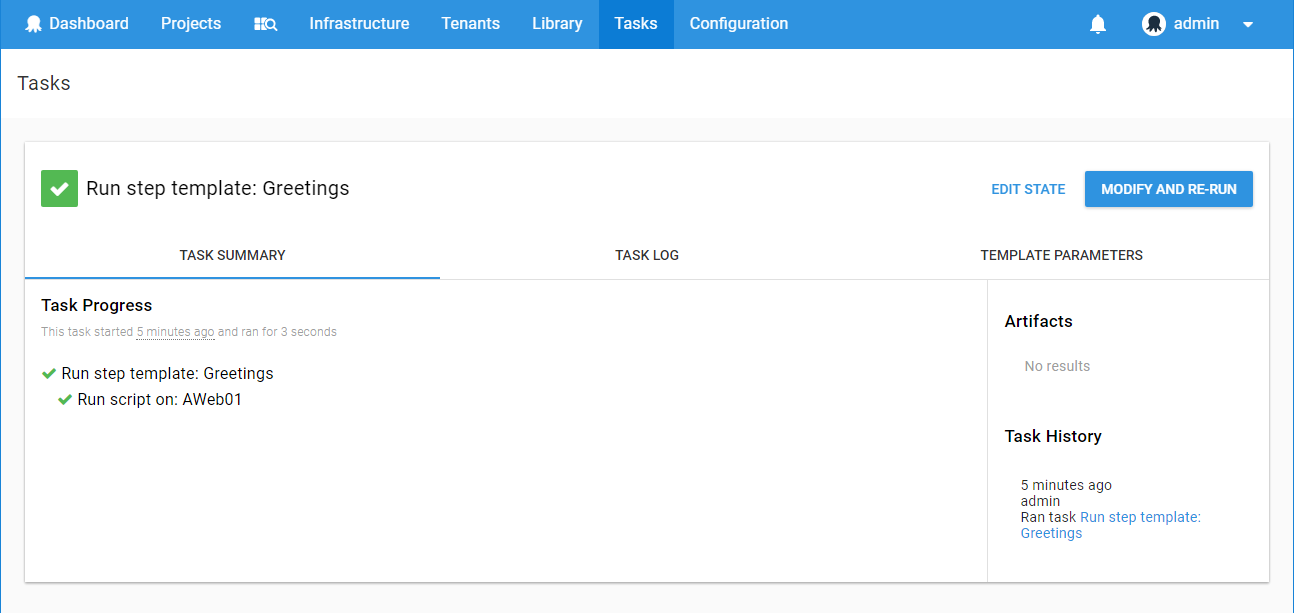 Dashboard Projects Infrastructure Tenants Library Tasks Configuration admin
Tasks
Run step template: Greetings
EDIT STATE MODIFY AND RE-RUN
TASK SUMMARY TASK LOG TEMPLATE PARAMETERS
Task Progress
This task started 5 minutes ago and ran for 3 seconds
Run step template: Greetings
Run script on: AWeb01
Artifacts
No results
Task History
5 minutes ago
admin
Ran task Run step template:
Greetings